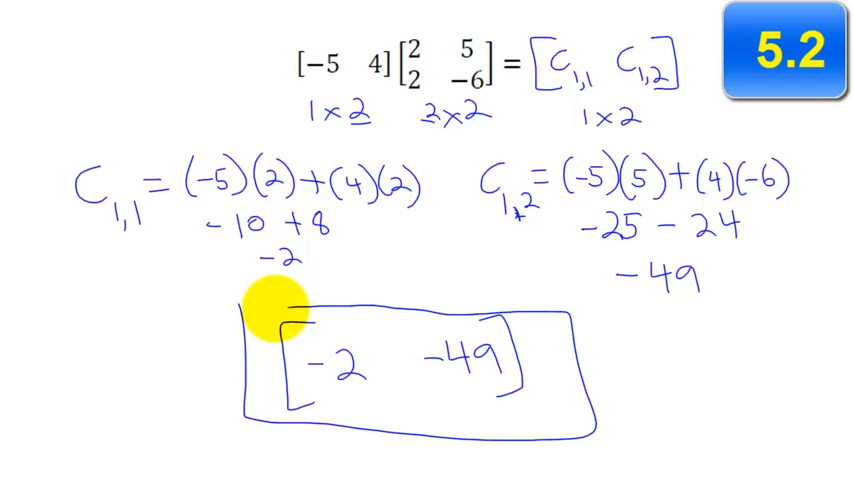 5.2
[−5 4] [2 5
2 −6] = [C1,1 C1,2]
1 × 2 2 × 2 1 × 2
C1,1 = (-5)(2) + (4)(2)
-10 + 8
-2
C1,2 = (-5)(5) + (4)(-6)
-25 - 24
-49
[-2 -49]